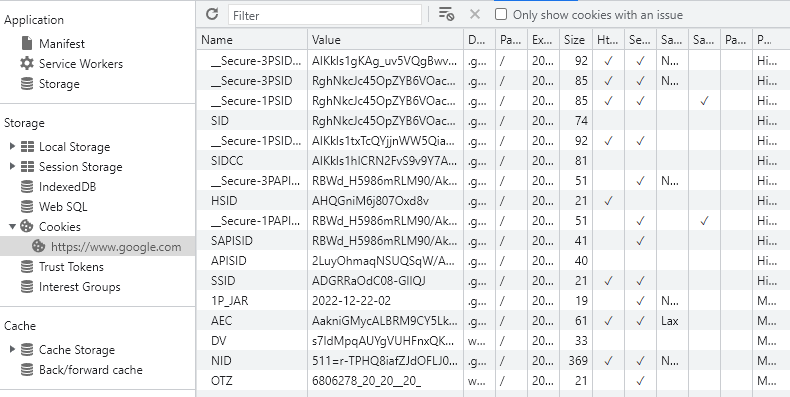 Application
Manifest
Service Workers
Storage
Storage
Local Storage
Session Storage
IndexedDB
Web SQL
Cookies
https://www.google.com
Trust Tokens
Interest Groups
Cache
Cache Storage
Back/forward cache
Filter Only show cookies with an issue
Name Value D... Pa... Ex... Size Ht... Se... Sa... Sa... Pa... P...
__Secure-3PSID... AIKkIs1gKAg_uv5VQgBwv... .g... / 20... 92 ✓ ✓ N... Hi...
__Secure-3PSID RghNkcJc45OpZYB6VOac... .g... / 20... 85 ✓ ✓ N... Hi...
__Secure-1PSID RghNkcJc45OpZYB6VOac... .g... / 20... 85 ✓ ✓ ✓ Hi...
SID RghNkcJc45OpZYB6VOac... .g... / 20... 74 Hi...
__Secure-1PSID... AIKkIs1txTcQYjjnWW5Qia... .g... / 20... 92 ✓ ✓ Hi...
SIDCC AIKkIs1hlCRN2FvS9v9Y7A... .g... / 20... 81 Hi...
__Secure-3PAPI... RBWd_H5986mRLM90/Ak... .g... / 20... 51 ✓ N... Hi...
HSID AHQGniM6j807Oxd8v .g... / 20... 21 ✓ Hi...
__Secure-1PAPI... RBWd_H5986mRLM90/Ak... .g... / 20... 51 ✓ ✓ Hi...
SAPISID RBWd_H5986mRLM90/Ak... .g... / 20... 41 ✓ Hi...
APISID 2LuyOhmaqNSUQSqW/A... .g... / 20... 40 Hi...
SSID ADGRRaOdC08-GIIQJ .g... / 20... 21 ✓ ✓ Hi...
1P_JAR 2022-12-22-02 .g... / 20... 19 ✓ N... M...
AEC AakniGMycALBRM9CY5Lk... .g... / 20... 61 ✓ ✓ Lax M...
DV s7IdMpqAUYgVUHFnxQK... w... / 20... 33 M...
NID 511=r-TPHQ8iafZJdOFLJ0... .g... / 20... 369 ✓ ✓ N... M...
OTZ 6806278_20_20__20_ w... / 20... 21 ✓ M...